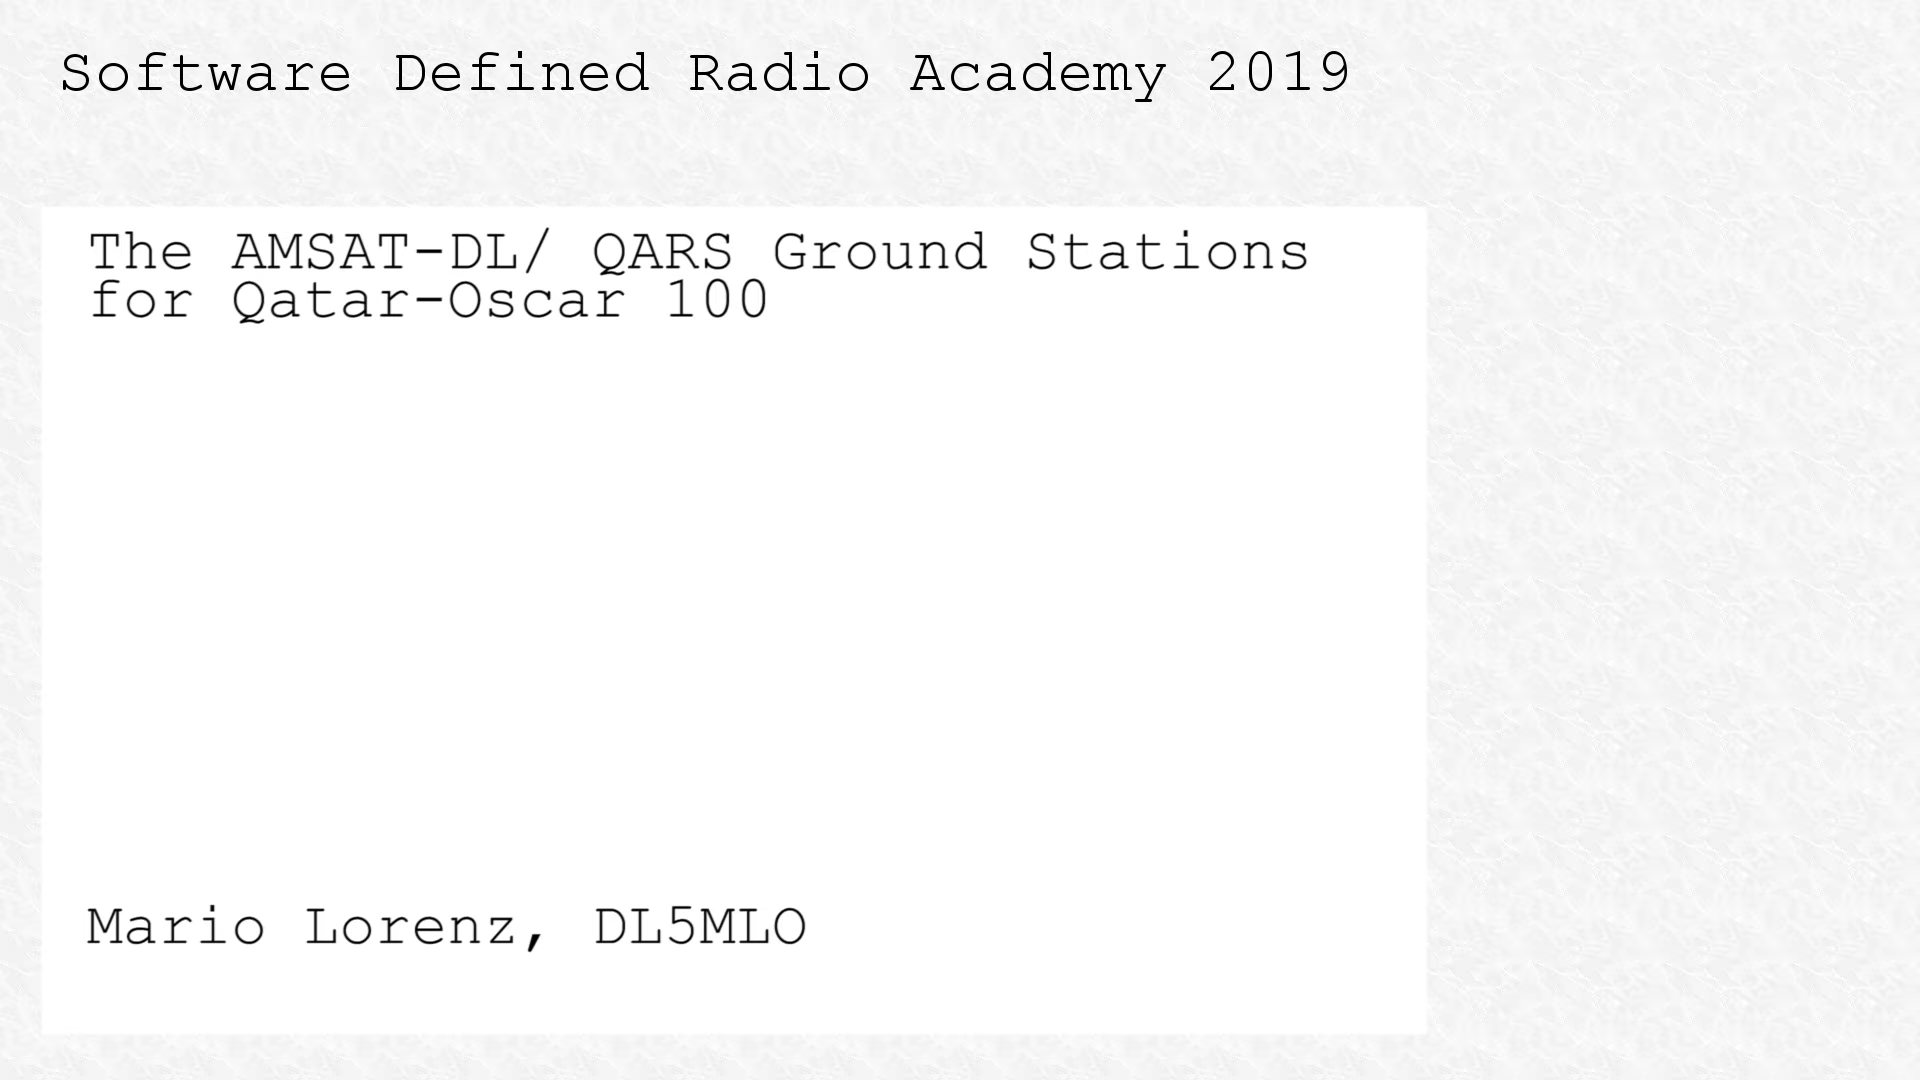 Software Defined Radio Academy 2019
The AMSAT-DL/ QARS Ground Stations
for Qatar-Oscar 100
Mario Lorenz, DL5MLO